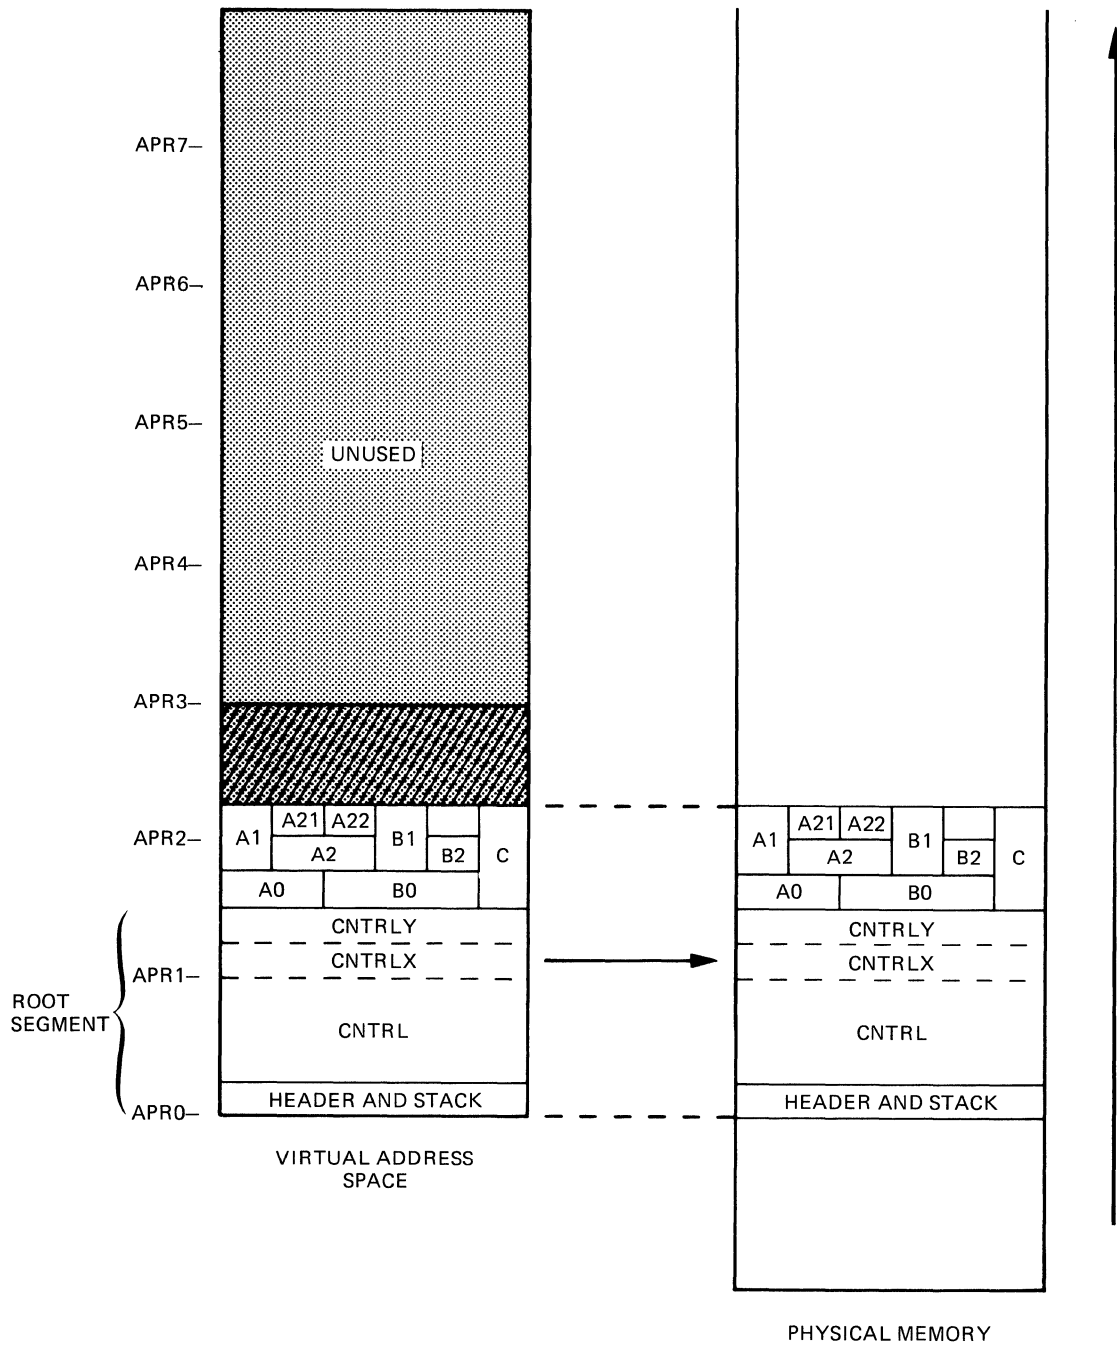 APR7–
APR6–
APR5–
UNUSED
APR4–
APR3–
APR2–
A1
A21
A22
A2
B1
B2
C
A0
B0
A1
A21
A22
A2
B1
B2
C
A0
B0
CNTRLY
CNTRLX
CNTRL
HEADER AND STACK
APR1–
ROOT
SEGMENT
APR0–
CNTRLY
CNTRLX
CNTRL
HEADER AND STACK
VIRTUAL ADDRESS
SPACE
PHYSICAL MEMORY